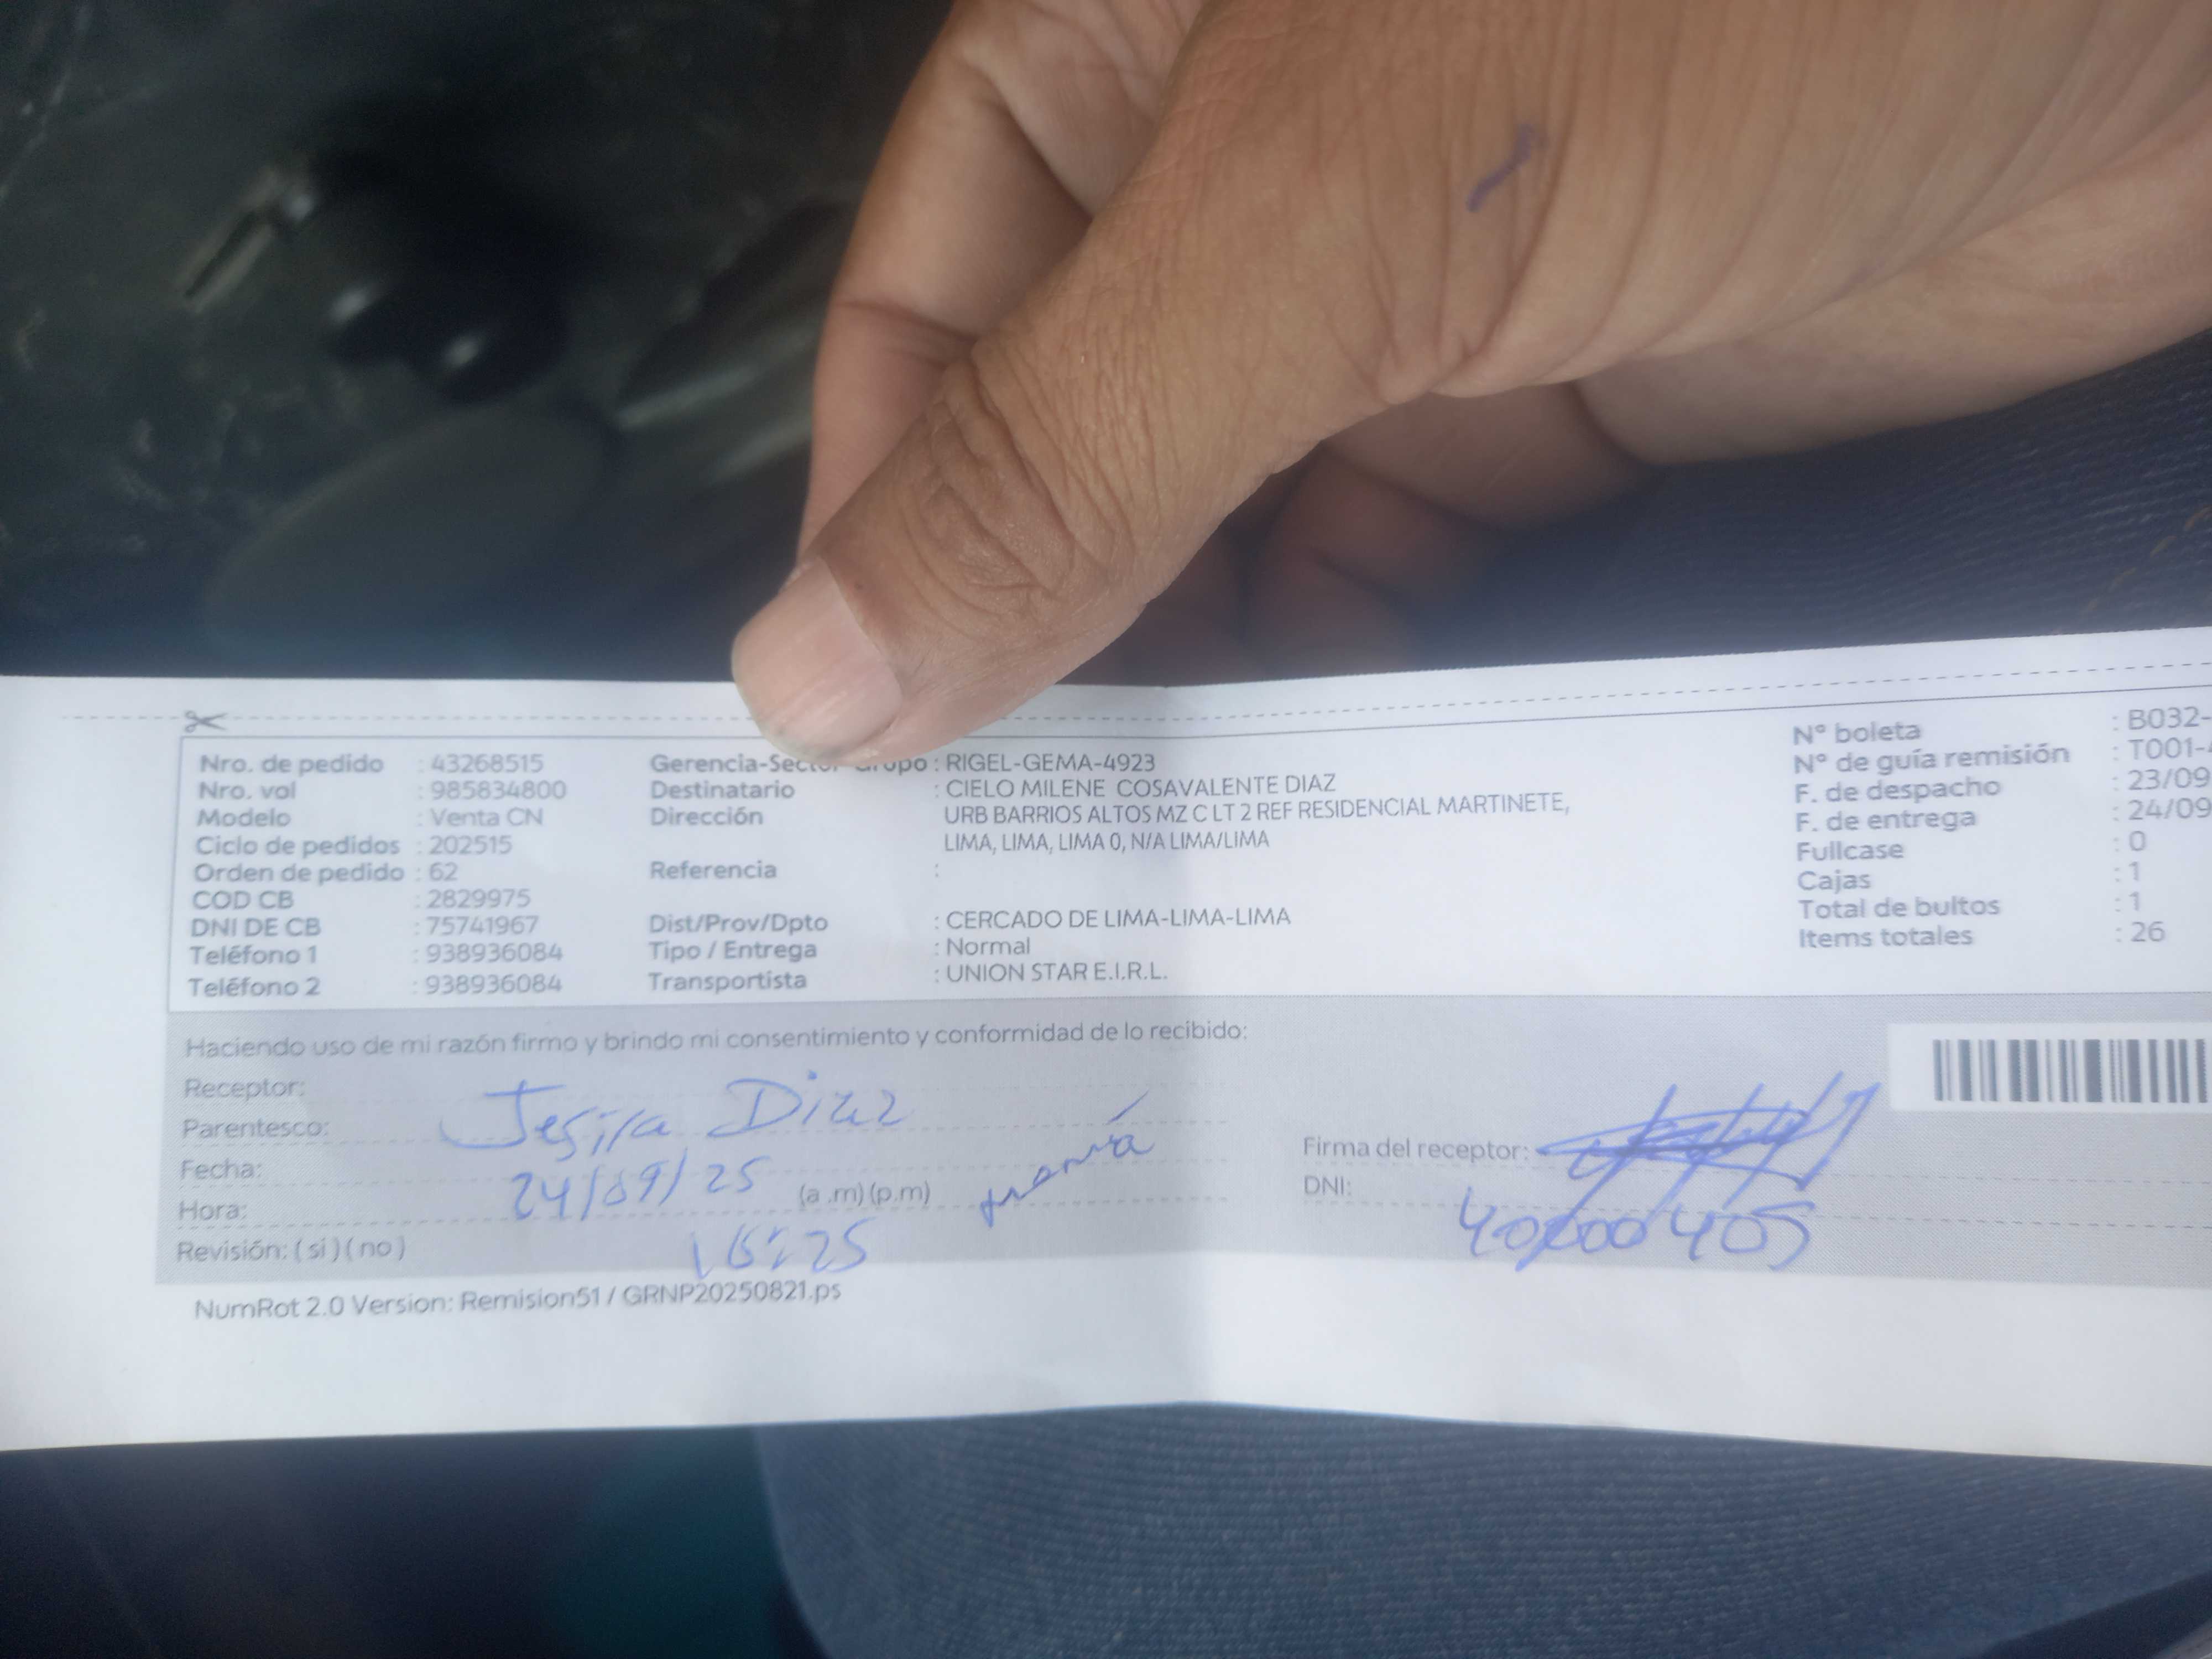 Nro. de pedido : 43268515
Nro. vol : 985834800
Modelo : Venta CN
Ciclo de pedidos : 202515
Orden de pedido : 62
COD CB : 2829975
DNI DE CB : 75741967
Teléfono 1 : 938936084
Teléfono 2 : 938936084
Gerencia-Sector Grupo : RIGEL-GEMA-4923
Destinatario : CIELO MILENE COSAVALENTE DIAZ
Dirección URB BARRIOS ALTOS MZ C LT 2 REF RESIDENCIAL MARTINETE,
LIMA, LIMA, LIMA 0, N/A LIMA/LIMA
Referencia :
Dist/Prov/Dpto : CERCADO DE LIMA-LIMA-LIMA
Tipo / Entrega : Normal
Transportista : UNION STAR E.I.R.L.
N° boleta : B032-
N° de guía remisión : T001-
F. de despacho : 23/09
F. de entrega : 24/09
Fullcase : 0
Cajas : 1
Total de bultos : 1
Items totales : 26
Haciendo uso de mi razón firmo y brindo mi consentimiento y conformidad de lo recibido:
Receptor:
Parentesco: Diaz
Fecha: 24/09/25
Hora: (a .m) (p.m)
Revisión: ( si ) ( no )
Firma del receptor:
DNI:
NumRot 2.0 Version: Remision51 / GRNP20250821.ps